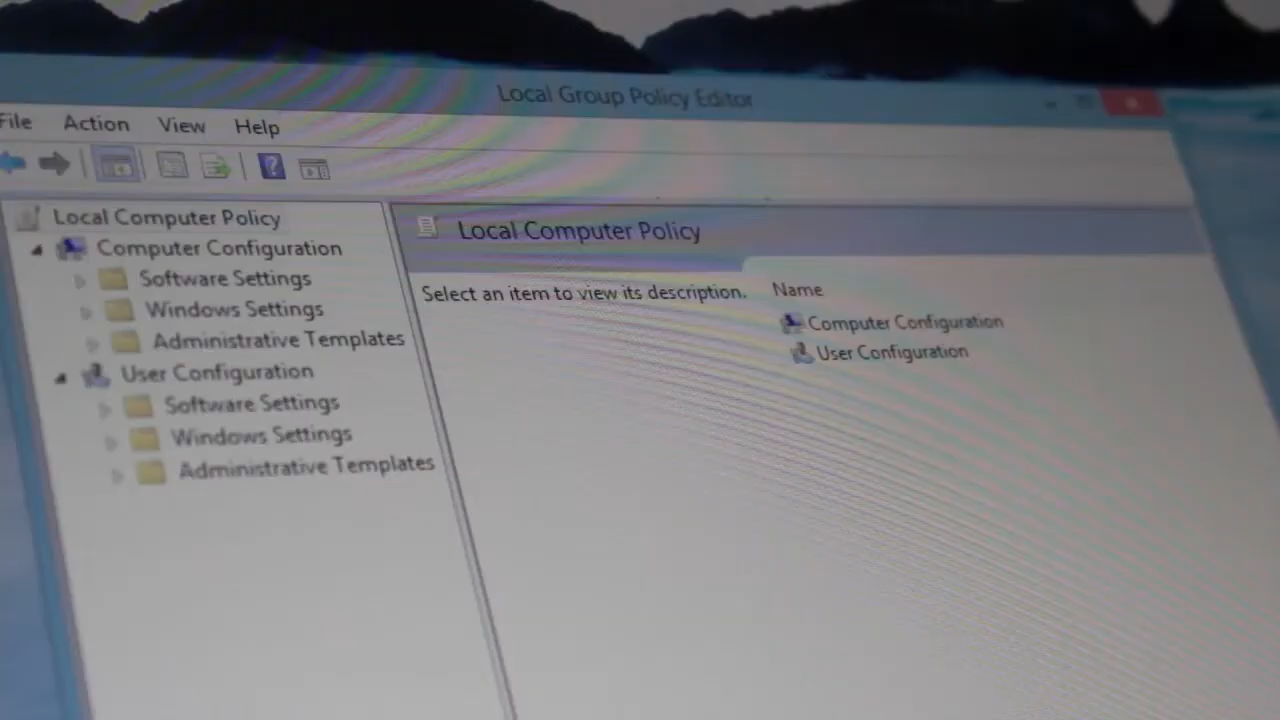 Local Group Policy Editor
File Action View Help
Local Computer Policy
Computer Configuration
Software Settings
Windows Settings
Administrative Templates
User Configuration
Software Settings
Windows Settings
Administrative Templates
Local Computer Policy
Select an item to view its description.
Name
Computer Configuration
User Configuration